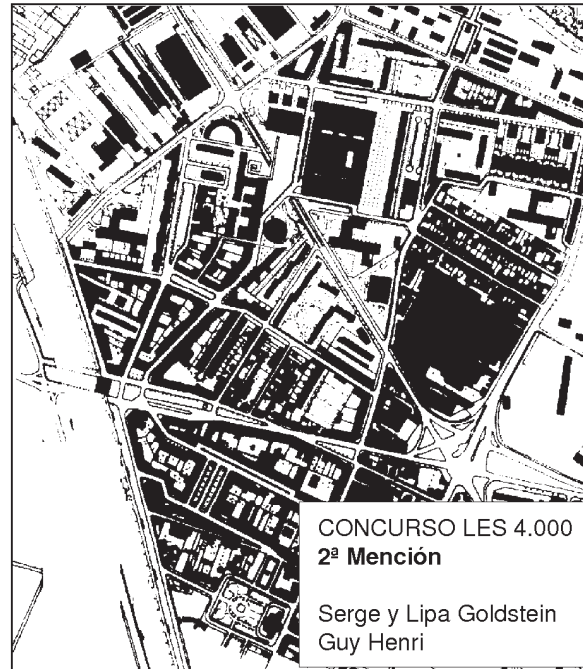 CONCURSO LES 4.000
2ª Mención
Serge y Lipa Goldstein
Guy Henri